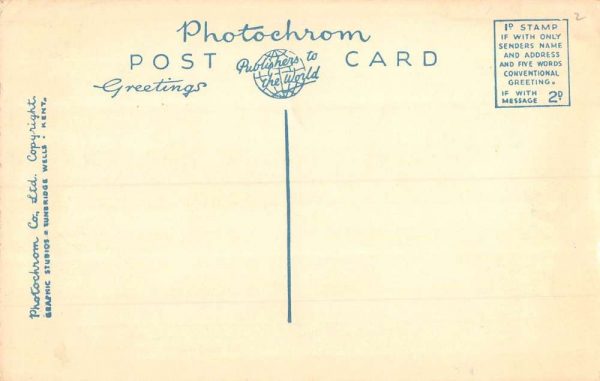 Photochrom
POST CARD
Publishers to
the World
Greetings
1D STAMP
IF WITH ONLY
SENDERS NAME
AND ADDRESS
AND FIVE WORDS
CONVENTIONAL
GREETING.
IF WITH
MESSAGE 2D
2
Photochrom Co, Ltd. Copyright.
GRAPHIC STUDIOS : TUNBRIDGE WELLS : KENT.